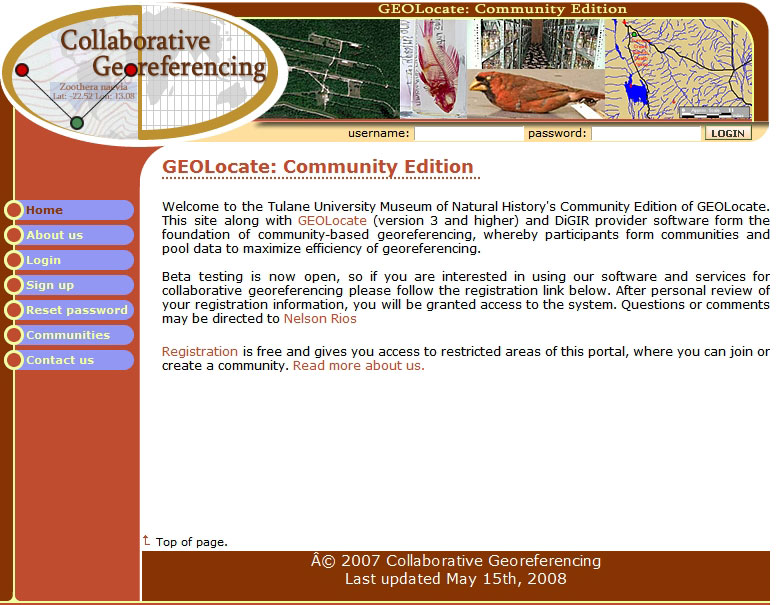 GEOLocate: Community Edition
Collaborative
Georeferencing
Zoothera naevia
Lat: -22.52 Lon: 13.08
username:
password:
LOGIN
GEOLocate: Community Edition
Home
About us
Login
Sign up
Reset password
Communities
Contact us
Welcome to the Tulane University Museum of Natural History's Community Edition of GEOLocate.
This site along with GEOLocate (version 3 and higher) and DiGIR provider software form the
foundation of community-based georeferencing, whereby participants form communities and
pool data to maximize efficiency of georeferencing.
Beta testing is now open, so if you are interested in using our software and services for
collaborative georeferencing please follow the registration link below. After personal review of
your registration information, you will be granted access to the system. Questions or comments
may be directed to Nelson Rios
Registration is free and gives you access to restricted areas of this portal, where you can join or
create a community. Read more about us.
Top of page.
Â© 2007 Collaborative Georeferencing
Last updated May 15th, 2008